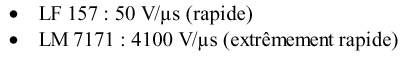 • LF 157 : 50 V/µs (rapide)
• LM 7171 : 4100 V/µs (extrêmement rapide)